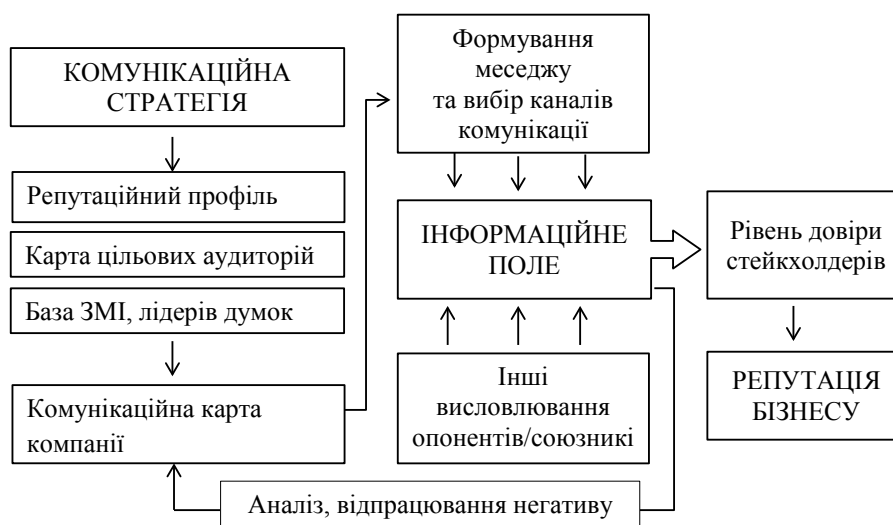 КОМУНІКАЦІЙНА
СТРАТЕГІЯ
Репутаційний профіль
Карта цільових аудиторій
База ЗМІ, лідерів думок
Комунікаційна карта
компанії
Формування
меседжу
та вибір каналів
комунікації
ІНФОРМАЦІЙНЕ
ПОЛЕ
Інші
висловлювання
опонентів/союзникі
Рівень довіри
стейкхолдерів
РЕПУТАЦІЯ
БІЗНЕСУ
Аналіз, відпрацювання негативу